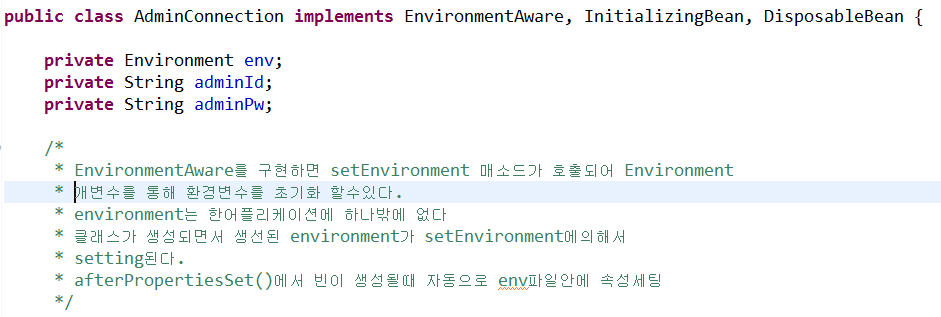 public class AdminConnection implements EnvironmentAware, InitializingBean, DisposableBean {
private Environment env;
private String adminId;
private String adminPw;
/*
* EnvironmentAware를 구현하면 setEnvironment 매소드가 호출되어 Environment
* 매변수를 통해 환경변수를 초기화 할수있다.
* environment는 한어플리케이션에 하나밖에 없다
* 클래스가 생성되면서 생선된 environment가 setEnvironment에의해서
* setting된다.
* afterPropertiesSet()에서 빈이 생성될때 자동으로 env파일안에 속성세팅
*/